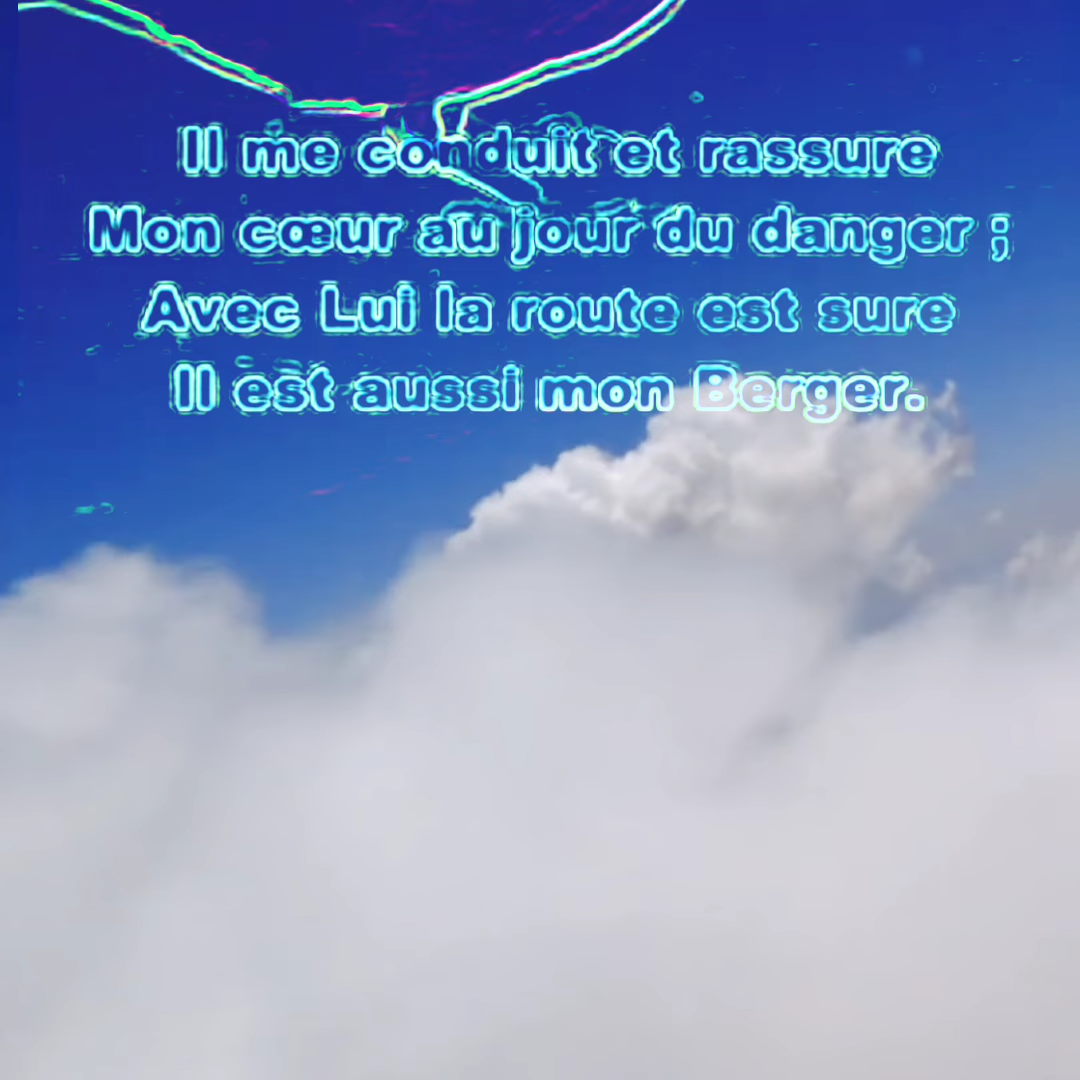 Il me conduit et rassure
Mon cœur au jour du danger ;
Avec Lui la route est sure
Il est aussi mon Berger.